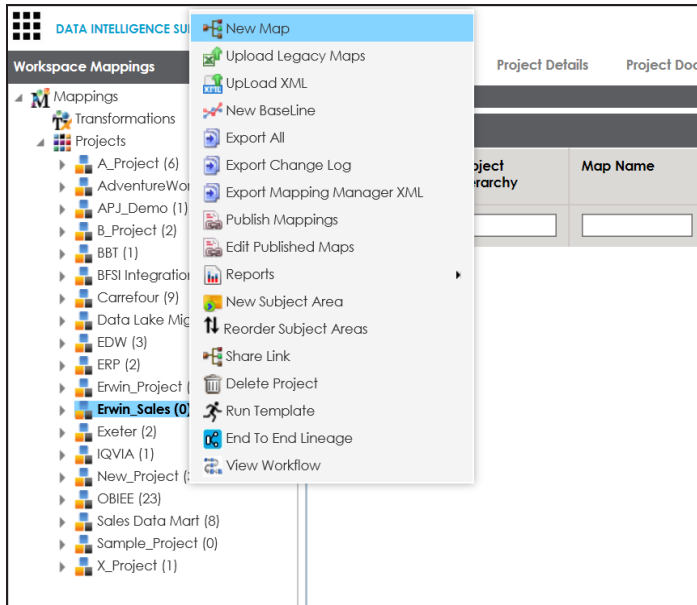 DATA INTELLIGENCE SU
Workspace Mappings
Mappings
Transformations
Projects
A_Project (6)
AdventureWor
APJ_Demo (1)
B_Project (2)
BBT (1)
BFSI Integration
Carrefour (9)
Data Lake Mig
EDW (3)
ERP (2)
Erwin_Project (
Erwin_Sales (0)
Exeter (2)
IQVIA (1)
New_Project (
OBIEE (23)
Sales Data Mart (8)
Sample_Project (0)
X_Project (1)
New Map
Upload Legacy Maps
UpLoad XML
New BaseLine
Export All
Export Change Log
Export Mapping Manager XML
Publish Mappings
Edit Published Maps
Reports
New Subject Area
Reorder Subject Areas
Share Link
Delete Project
Run Template
End To End Lineage
View Workflow
Project Details
Project Doc
oject
rarchy
Map Name